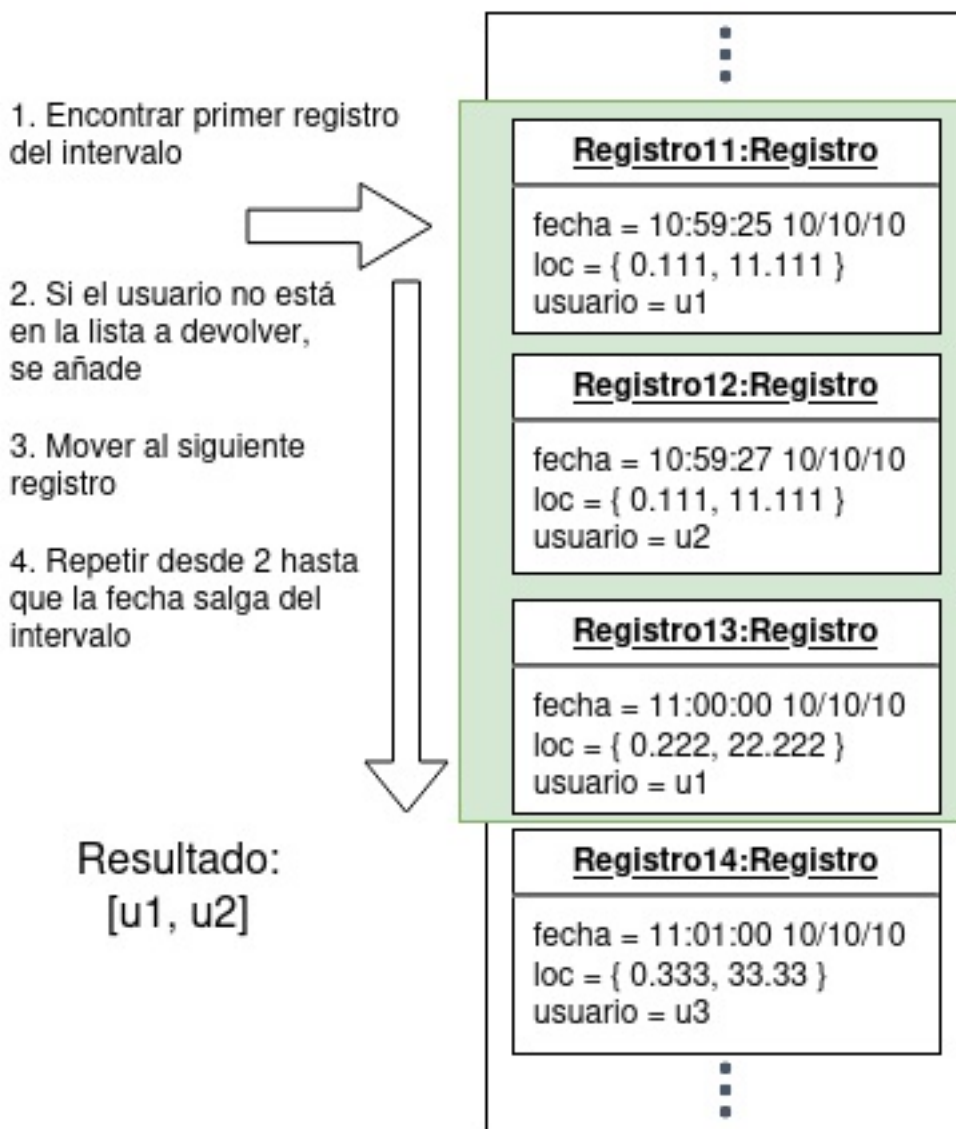 1. Encontrar primer registro
del intervalo
2. Si el usuario no está
en la lista a devolver,
se añade
3. Mover al siguiente
registro
4. Repetir desde 2 hasta
que la fecha salga del
intervalo
Resultado:
[u1, u2]
Registro11:Registro
fecha = 10:59:25 10/10/10
loc = { 0.111, 11.111 }
usuario = u1
Registro12:Registro
fecha = 10:59:27 10/10/10
loc = { 0.111, 11.111 }
usuario = u2
Registro13:Registro
fecha = 11:00:00 10/10/10
loc = { 0.222, 22.222 }
usuario = u1
Registro14:Registro
fecha = 11:01:00 10/10/10
loc = { 0.333, 33.33 }
usuario = u3